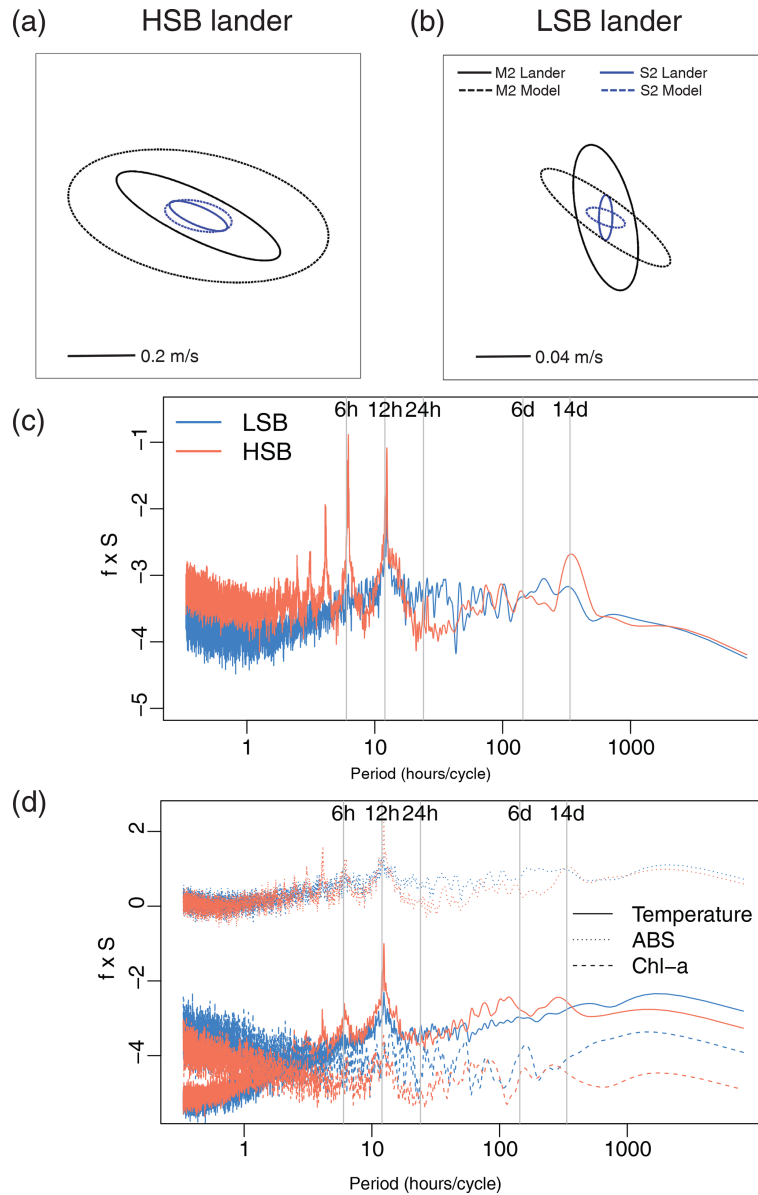 (a) HSB lander
(b) LSB lander
M2 Lander S2 Lander
M2 Model S2 Model
0.2 m/s
0.04 m/s
(c)
6h 12h 24h 6d 14d
LSB
HSB
−1
−2
−3
−4
−5
f x S
1 10 100 1000
Period (hours/cycle)
(d)
6h 12h 24h 6d 14d
2
0
−2
−4
f x S
Temperature
ABS
Chl−a
1 10 100 1000
Period (hours/cycle)